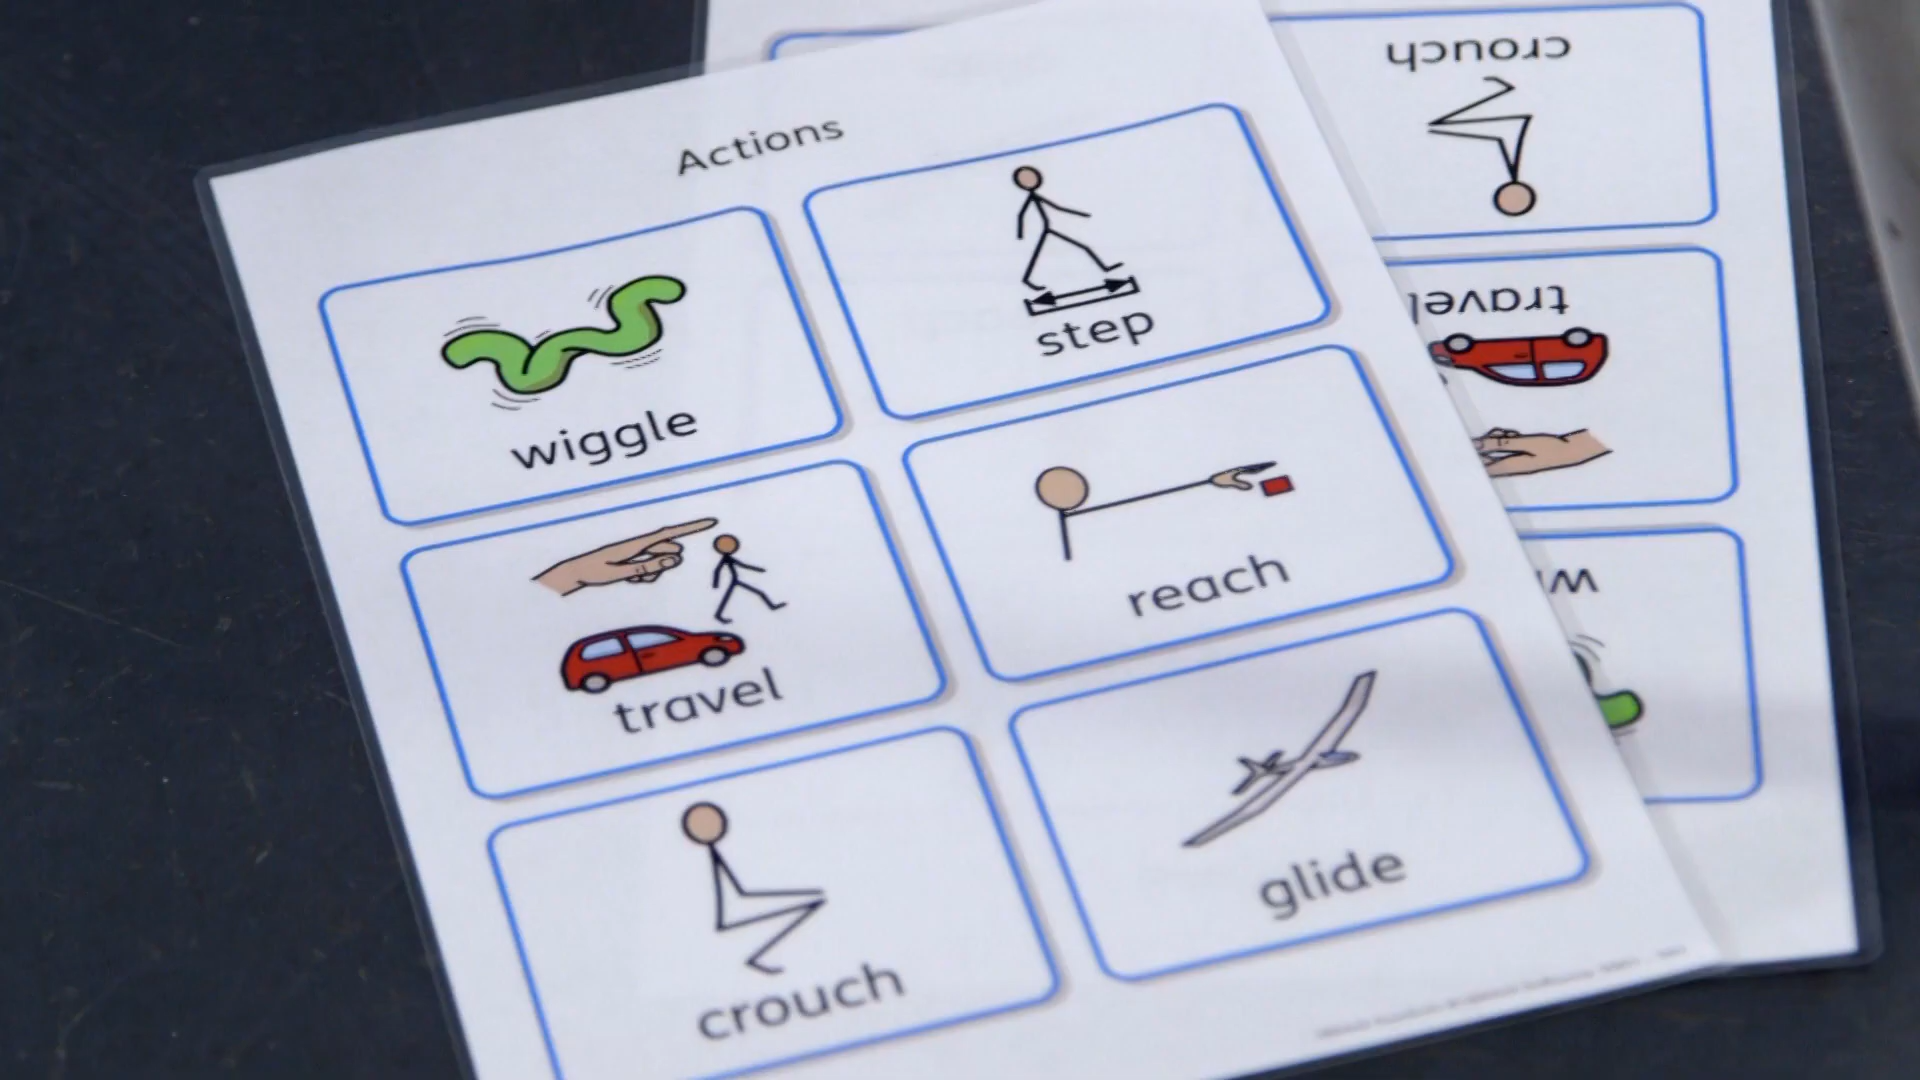 Actions
wiggle
step
travel
reach
crouch
glide
crouch
travel